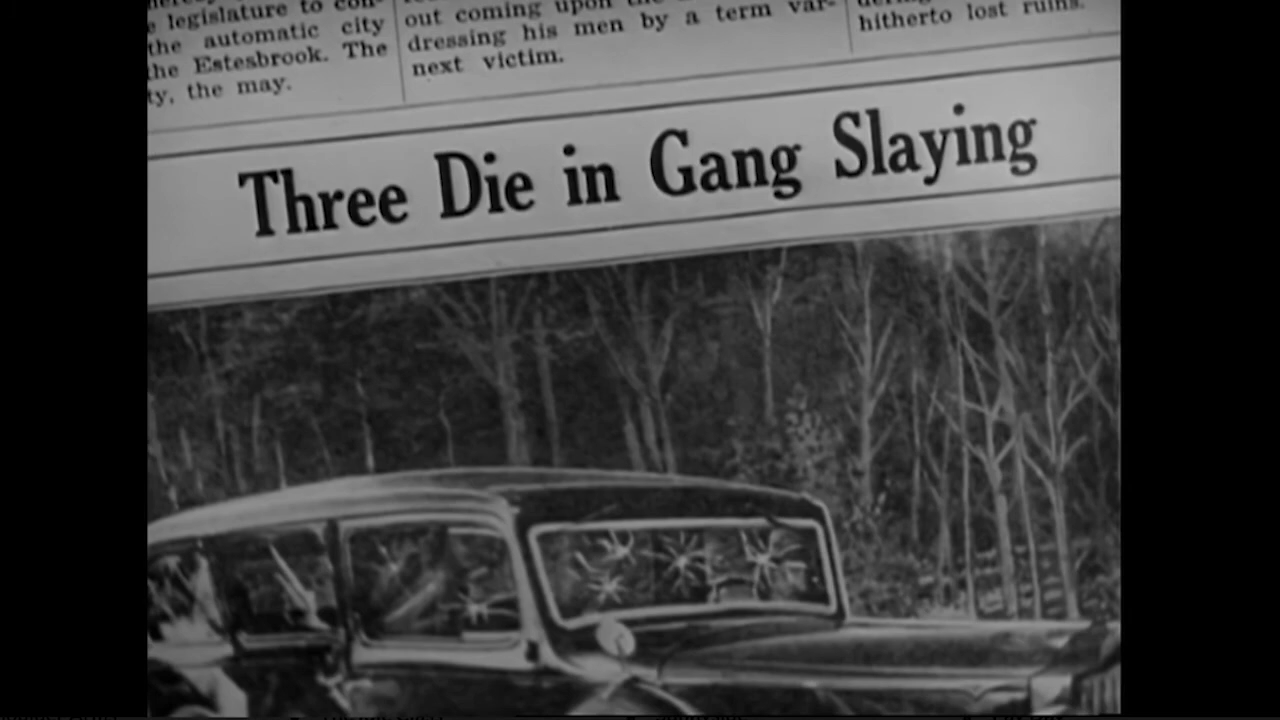 legislature to con-
the automatic city
the Estesbrook. The
ty, the may.
out coming upon the
dressing his men by a term var-
next victim.
hitherto lost ruins.
Three Die in Gang Slaying